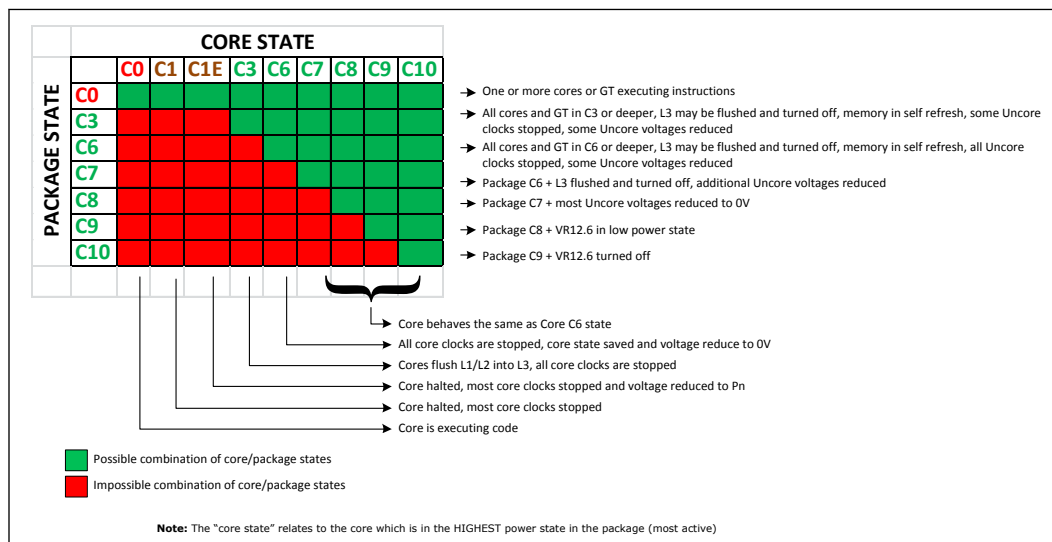 CORE STATE
PACKAGE STATE
C0 C1 C1E C3 C6 C7 C8 C9 C10
C0
One or more cores or GT executing instructions
C3
All cores and GT in C3 or deeper, L3 may be flushed and turned off, memory in self refresh, some Uncore
clocks stopped, some Uncore voltages reduced
C6
All cores and GT in C6 or deeper, L3 may be flushed and turned off, memory in self refresh, all Uncore
clocks stopped, some Uncore voltages reduced
C7
Package C6 + L3 flushed and turned off, additional Uncore voltages reduced
C8
Package C7 + most Uncore voltages reduced to 0V
C9
Package C8 + VR12.6 in low power state
C10
Package C9 + VR12.6 turned off
Core behaves the same as Core C6 state
All core clocks are stopped, core state saved and voltage reduce to 0V
Cores flush L1/L2 into L3, all core clocks are stopped
Core halted, most core clocks stopped and voltage reduced to Pn
Core halted, most core clocks stopped
Core is executing code
Possible combination of core/package states
Impossible combination of core/package states
Note: The “core state” relates to the core which is in the HIGHEST power state in the package (most active)